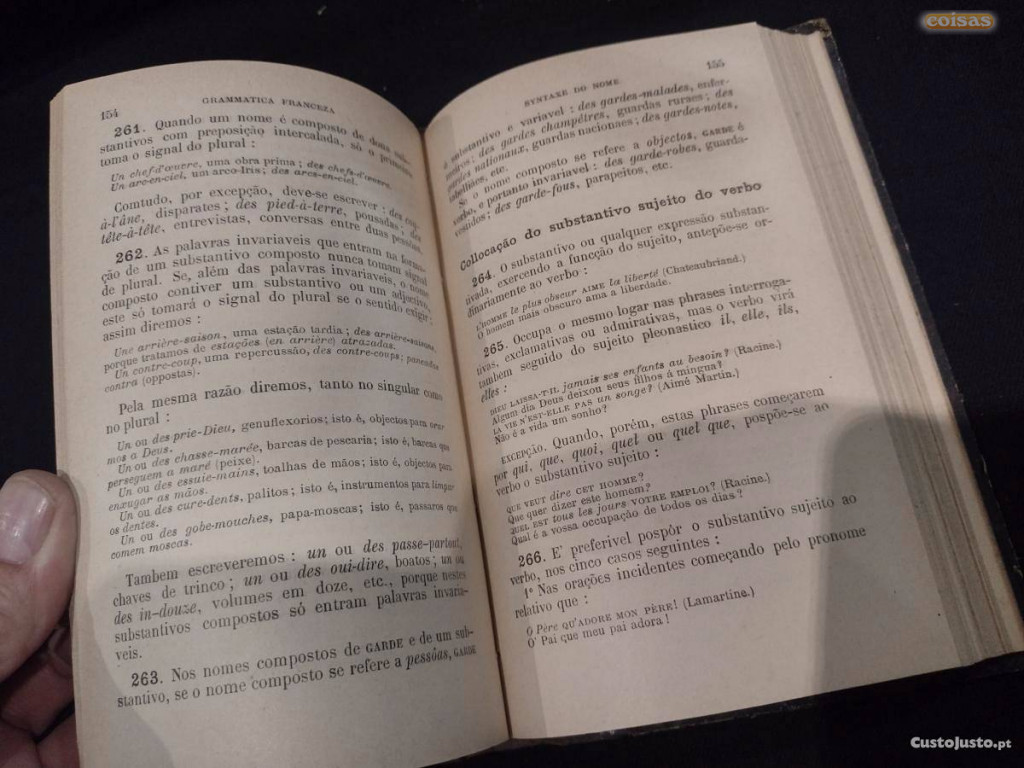 coisas
154
GRAMMATICA FRANCEZA
261. Quando um nome é composto de dous sub-
stantivos com preposição intercalada, só o primeiro
toma o signal do plural :
Un chef-d'œuvre, uma obra prima ; des chefs-d'œuvre.
Un arc-en-ciel, um arco-Iris ; des arcs-en-ciel.
Comtudo, por excepção, deve-se escrever : des coq-
à-l'âne, disparates ; des pied-à-terre, pousadas ; des
tête-à-tête, entrevistas, conversas entre duas pessôas
262. As palavras invariaveis que entram na forma-
ção de um substantivo composto nunca tomam signal
de plural. Se, além das palavras invariaveis, o nome
composto contiver um substantivo ou um adjectivo,
este só tomará o signal do plural se o sentido exigir;
assim diremos :
Une arrière-saison, uma estação tardia ; des arrière-saisons,
porque tratamos de estações (en arrière) atrazadas.
Un contre-coup, uma repercussão, des contre-coups; pancadas
contra (oppostas).
Pela mesma razão diremos, tanto no singular como
no plural :
Un ou des prie-Dieu, genuflexorios; isto é, objectos para orar-
mos a Deus.
Un ou des chasse-marée, barcas de pescaria; isto é, barcas que
perseguem a maré (peixe).
Un ou des essuie-mains, toalhas de mãos; isto é, objectos para
enxugar as mãos.
Un ou des cure-dents, palitos ; isto é, instrumentos para limpar
os dentes.
Un ou des gobe-mouches, papa-moscas; isto é, passaros que
comem moscas.
Tambem escreveremos : un ou des passe-partout,
chaves de trinco ; un ou des ouï-dire, boatos; un ou
des in-douze, volumes em doze, etc., porque nestes
substantivos compostos só entram palavras invaria-
veis.
263. Nos nomes compostos de GARDE e de um sub-
stantivo, se o nome composto se refere a pessôas, GARDE
SYNTAXE DO NOME
155
é substantivo e variavel : des gardes-malades, enfer-
meiros ; des gardes champêtres, guardas ruraes ; des
gardes nationaux, guardas nacionaes ; des gardes-notes,
tabelliães, etc.
Se o nome composto se refere a objectos, GARDE é
verbo, e portanto invariavel : des garde-robes, guarda-
vestidos ; des garde-fous, parapeitos, etc.
Collocação do substantivo sujeito do verbo
264. O substantivo ou qualquer expressão substan-
tivada, exercendo a funcção do sujeito, antepõe-se or-
dinariamente ao verbo :
L'HOMME le plus obscur AIME la liberté (Chateaubriand.)
O homem mais obscuro ama a liberdade.
265. Occupa o mesmo logar nas phrases interroga-
tivas, exclamativas ou admirativas, mas o verbo virá
tambem seguido do sujeito pleonastico il, elle, ils,
elles :
DIEU LAISSA-T-IL jamais ses enfants au besoin ? (Racine.)
Algum dia Deus deixou seus filhos á mingua?
LA VIE N'EST-ELLE PAS un songe ? (Aimé Martin.)
Não é a vida um sonho?
EXCEPÇÃO. Quando, porém, estas phrases começarem
por qui, que, quoi, quel ou quel que, pospõe-se ao
verbo o substantivo sujeito :
QUE VEUT dire CET HOMME ?
Que quer dizer este homem? (Racine.)
QUEL EST tous les jours VOTRE EMPLOI ? (Racine.)
Qual é a vossa occupação de todos os dias?
266. E' preferivel pospôr o substantivo sujeito ao
verbo, nos cinco casos seguintes :
1º Nas orações incidentes começando pelo pronome
relativo que :
O Père QU'ADORE MON PÈRE! (Lamartine.)
O' Pai que meu pai adora !
CustoJusto.pt